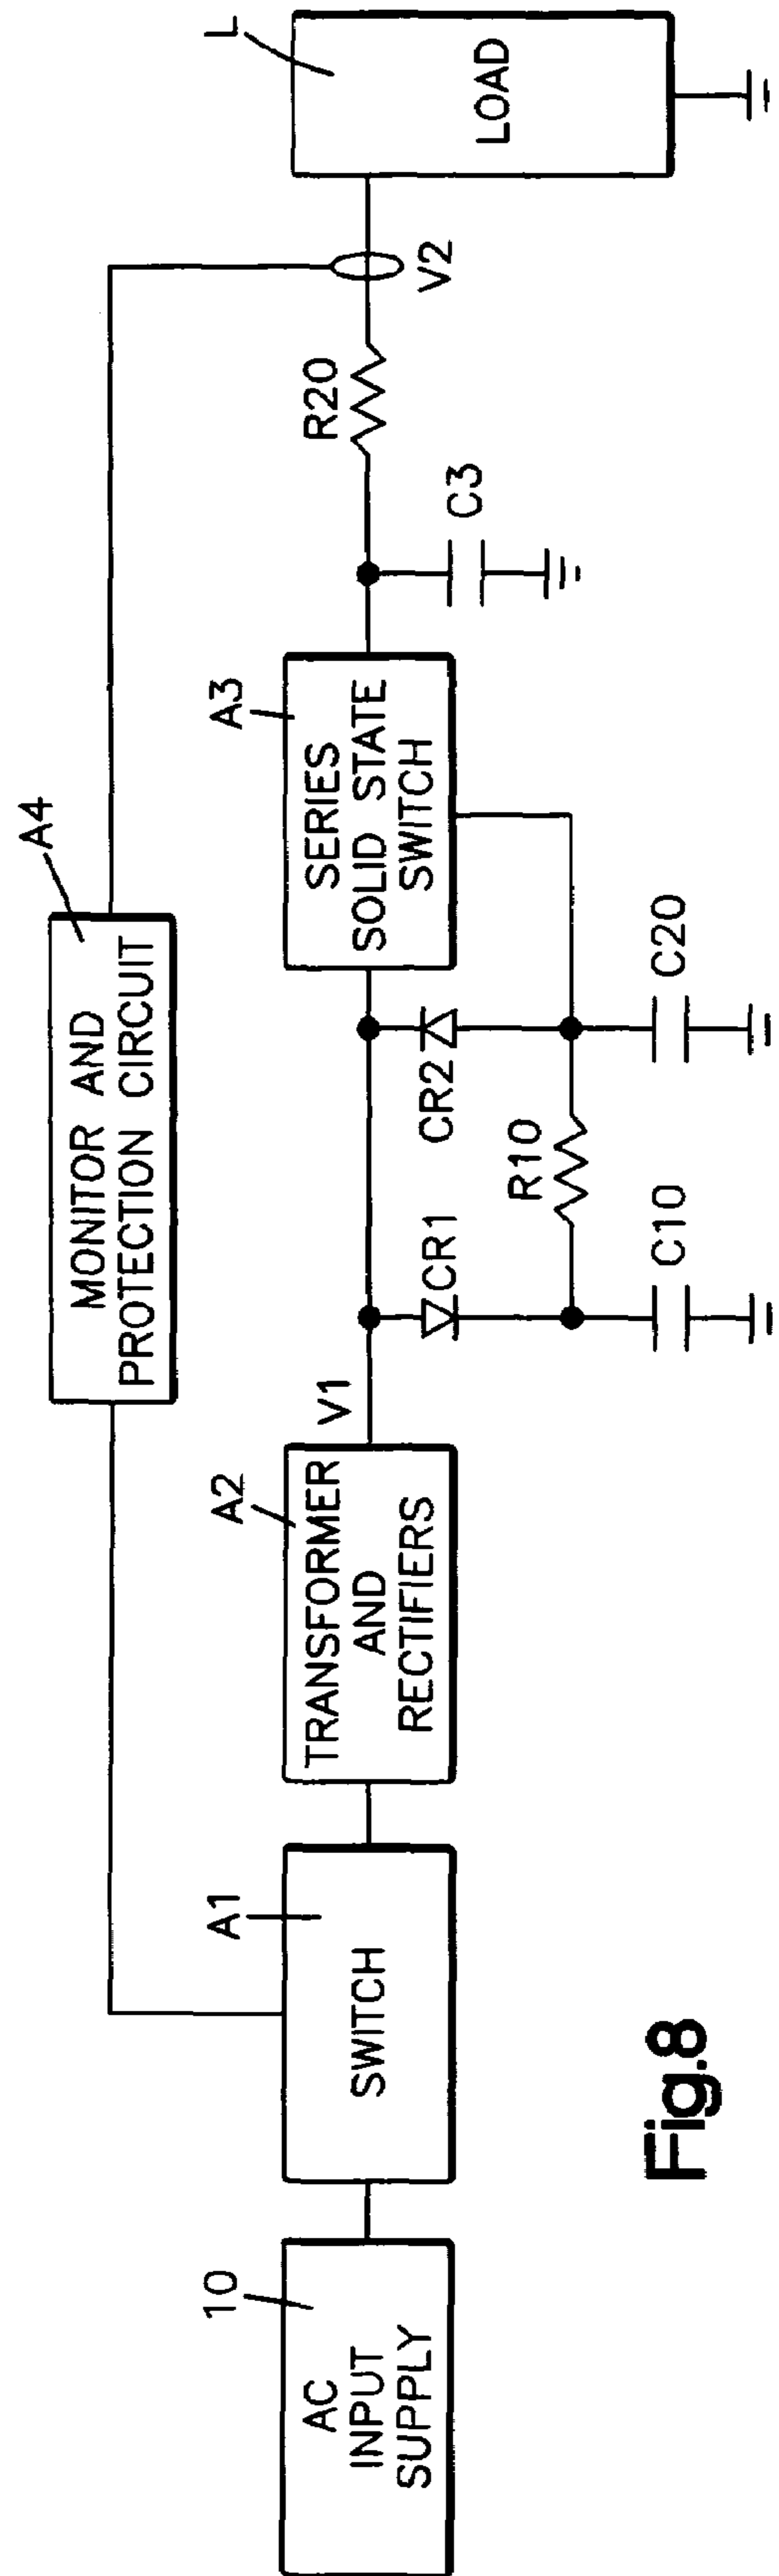 A4
MONITOR AND
PROTECTION CIRCUIT
10
AC
INPUT
SUPPLY
A1
SWITCH
A2
TRANSFORMER
AND
RECTIFIERS
V1
CR1
CR2
R10
C10
C20
A3
SERIES
SOLID STATE
SWITCH
C3
R20
V2
L
LOAD
Fig.8